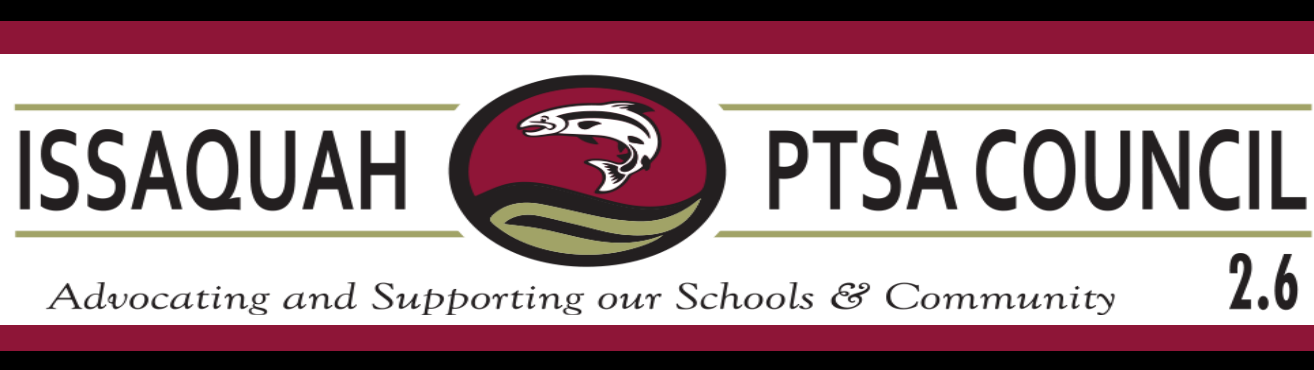 ISSAQUAH PTSA COUNCIL
2.6
Advocating and Supporting our Schools & Community